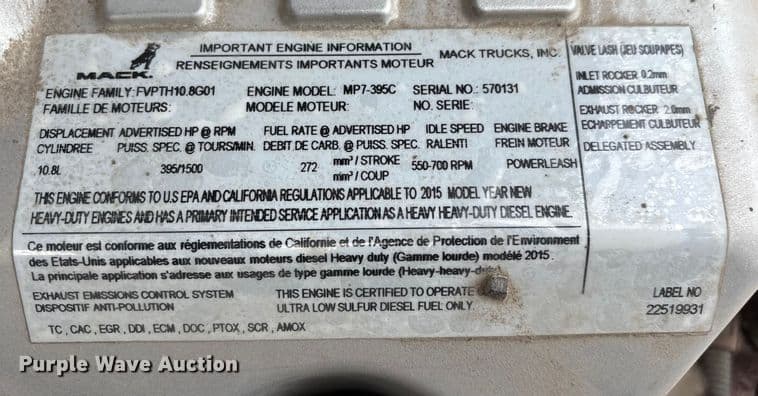 MACK.
IMPORTANT ENGINE INFORMATION
RENSEIGNEMENTS IMPORTANTS MOTEUR
MACK TRUCKS, INC.
ENGINE FAMILY: FVPTH10.8G01 ENGINE MODEL: MP7-395C SERIAL NO.: 570131
FAMILLE DE MOTEURS: MODELE MOTEUR: NO. SERIE:
DISPLACEMENT ADVERTISED HP @ RPM FUEL RATE @ ADVERTISED HP IDLE SPEED ENGINE BRAKE
CYLINDREE PUISS. SPEC. @ TOURS/MIN. DEBIT DE CARB. @ PUISS. SPEC. RALENTI FREIN MOTEUR
10.8L 395/1500 272 mm³ / STROKE 550-700 RPM POWERLEASH
mm³ / COUP
THIS ENGINE CONFORMS TO U.S EPA AND CALIFORNIA REGULATIONS APPLICABLE TO 2015 MODEL YEAR NEW
HEAVY-DUTY ENGINES AND HAS A PRIMARY INTENDED SERVICE APPLICATION AS A HEAVY HEAVY-DUTY DIESEL ENGINE.
Ce moteur est conforme aux réglementations de Californie et de l'Agence de Protection de l'Environment
des Etats-Unis applicables aux nouveaux moteurs diesel Heavy duty (Gamme lourde) modélé 2015.
La principale application s'adresse aux usages de type gamme lourde (Heavy-heavy-duty)
EXHAUST EMISSIONS CONTROL SYSTEM THIS ENGINE IS CERTIFIED TO OPERATE
DISPOSITIF ANTI-POLLUTION ULTRA LOW SULFUR DIESEL FUEL ONLY.
TC , CAC , EGR , DDI , ECM , DOC , PTOX , SCR , AMOX
VALVE LASH (JEU SOUPAPES)
INLET ROCKER 0.2mm
ADMISSION CULBUTEUR
EXHAUST ROCKER 2.0mm
ECHAPPEMENT CULBUTEUR
DELEGATED ASSEMBLY
LABEL NO
22519931
Purple Wave Auction